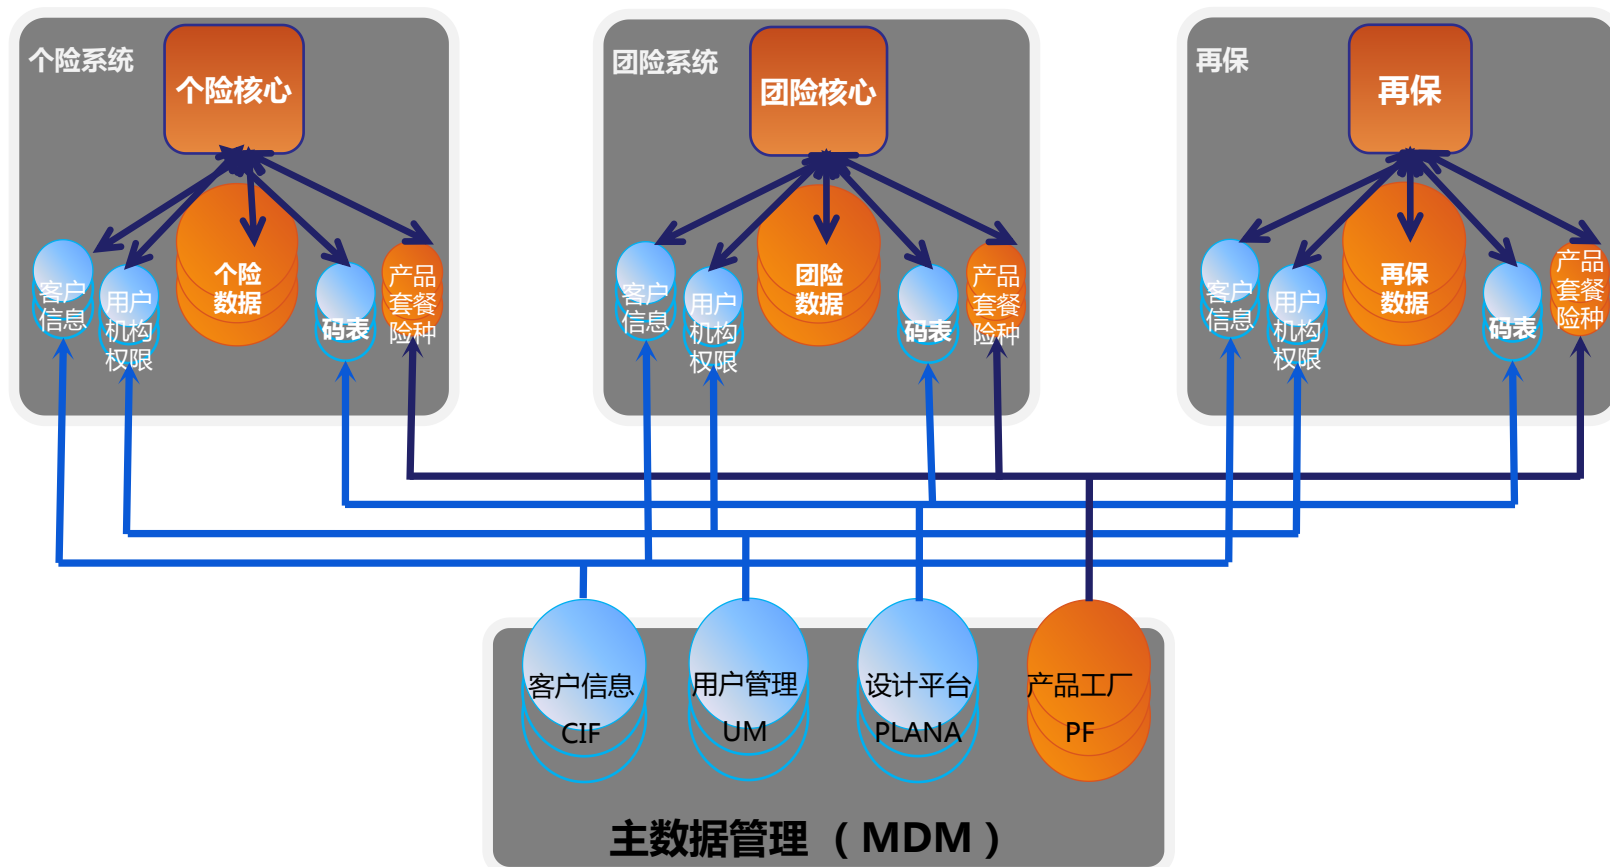 个险系统
个险核心
客户
信息
用户
机构
权限
个险
数据
码表
产品
套餐
险种
团险系统
团险核心
客户
信息
用户
机构
权限
团险
数据
码表
产品
套餐
险种
再保
再保
客户
信息
用户
机构
权限
再保
数据
码表
产品
套餐
险种
客户信息
CIF
用户管理
UM
设计平台
PLANA
产品工厂
PF
主数据管理（MDM）